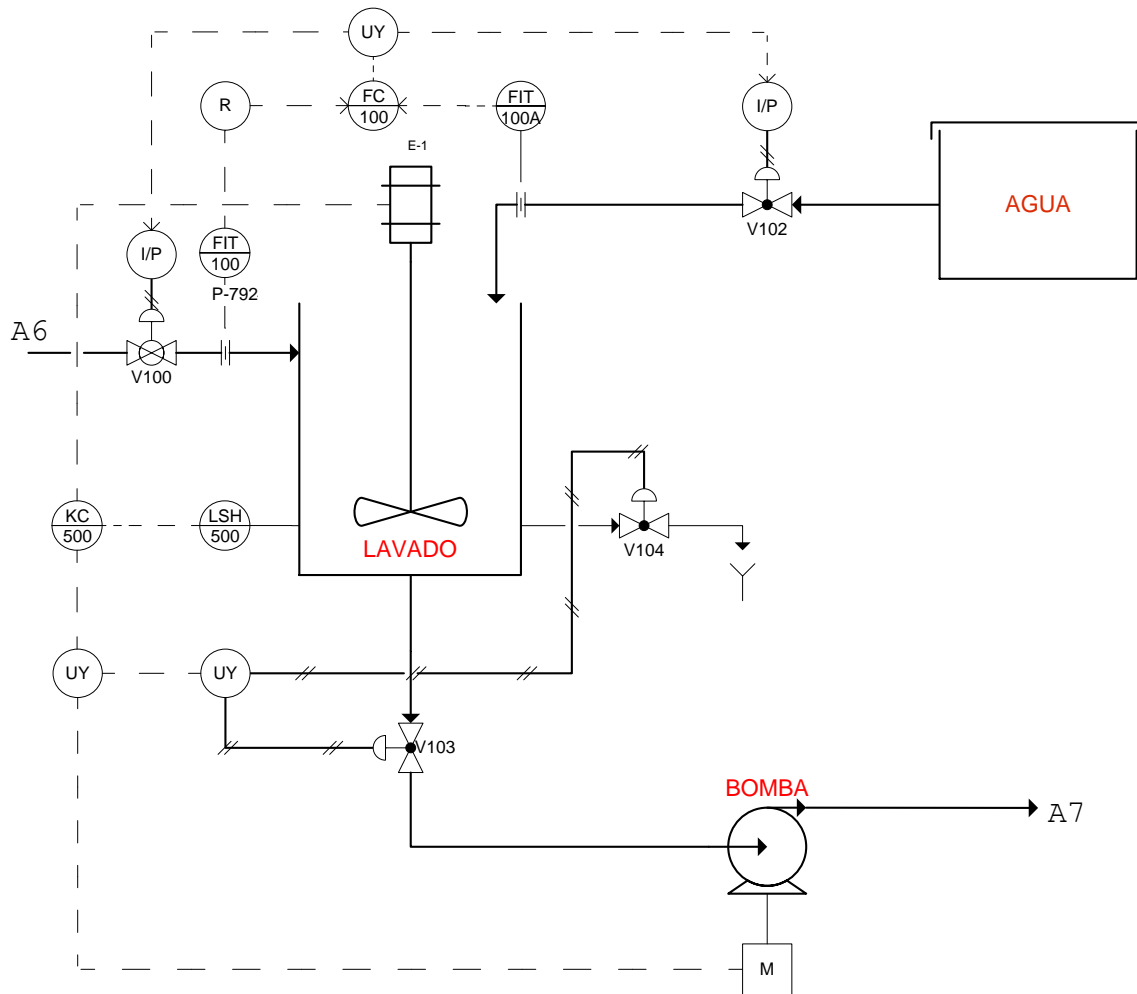 UY
R
FC
100
FIT
100A
I/P
E-1
AGUA
V102
I/P
FIT
100
P-792
A6
V100
KC
500
LSH
500
LAVADO
V104
UY
UY
V103
BOMBA
A7
M